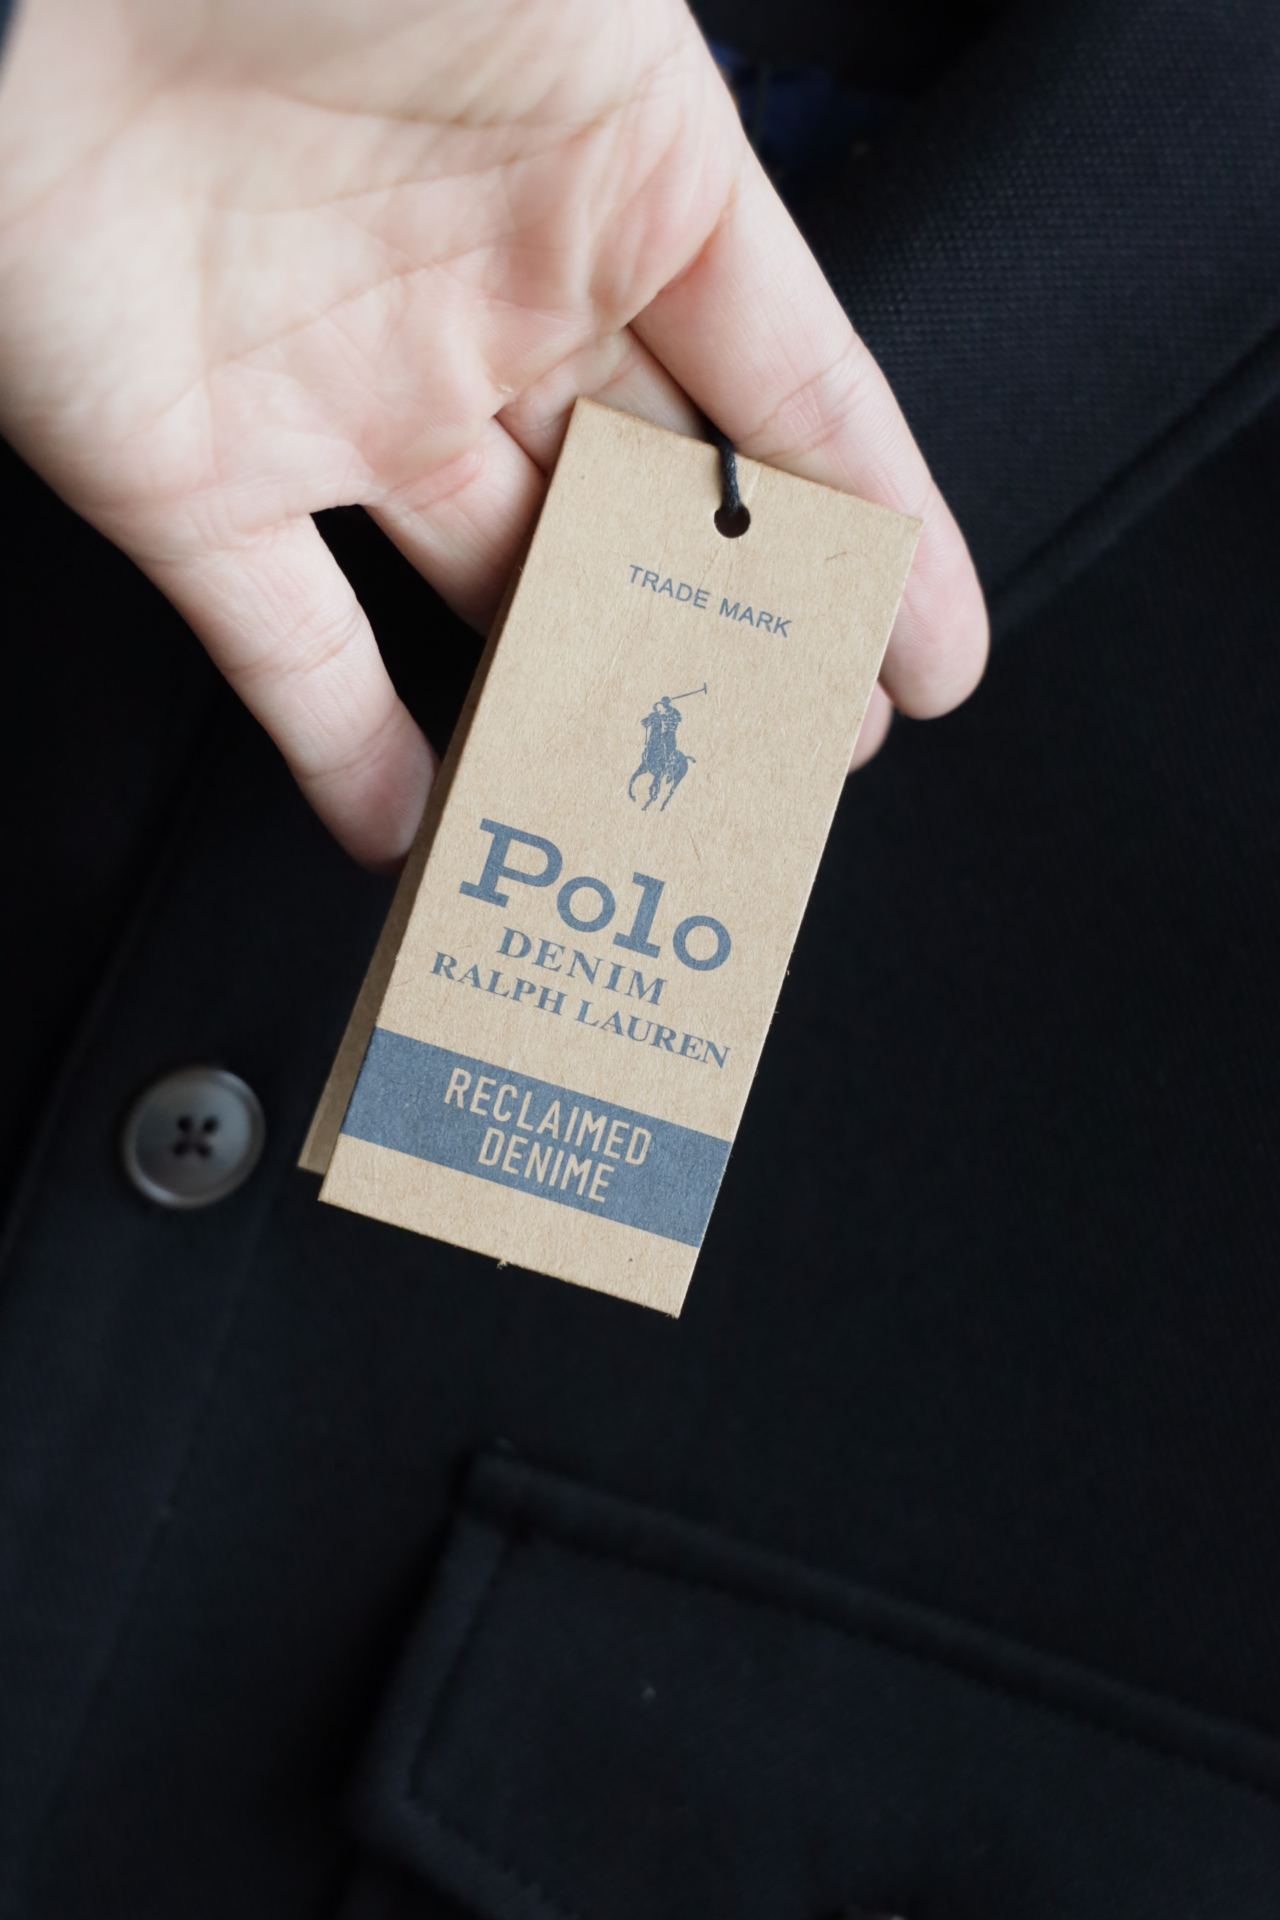 TRADE MARK
Polo
DENIM
RALPH LAUREN
RECLAIMED
DENIME